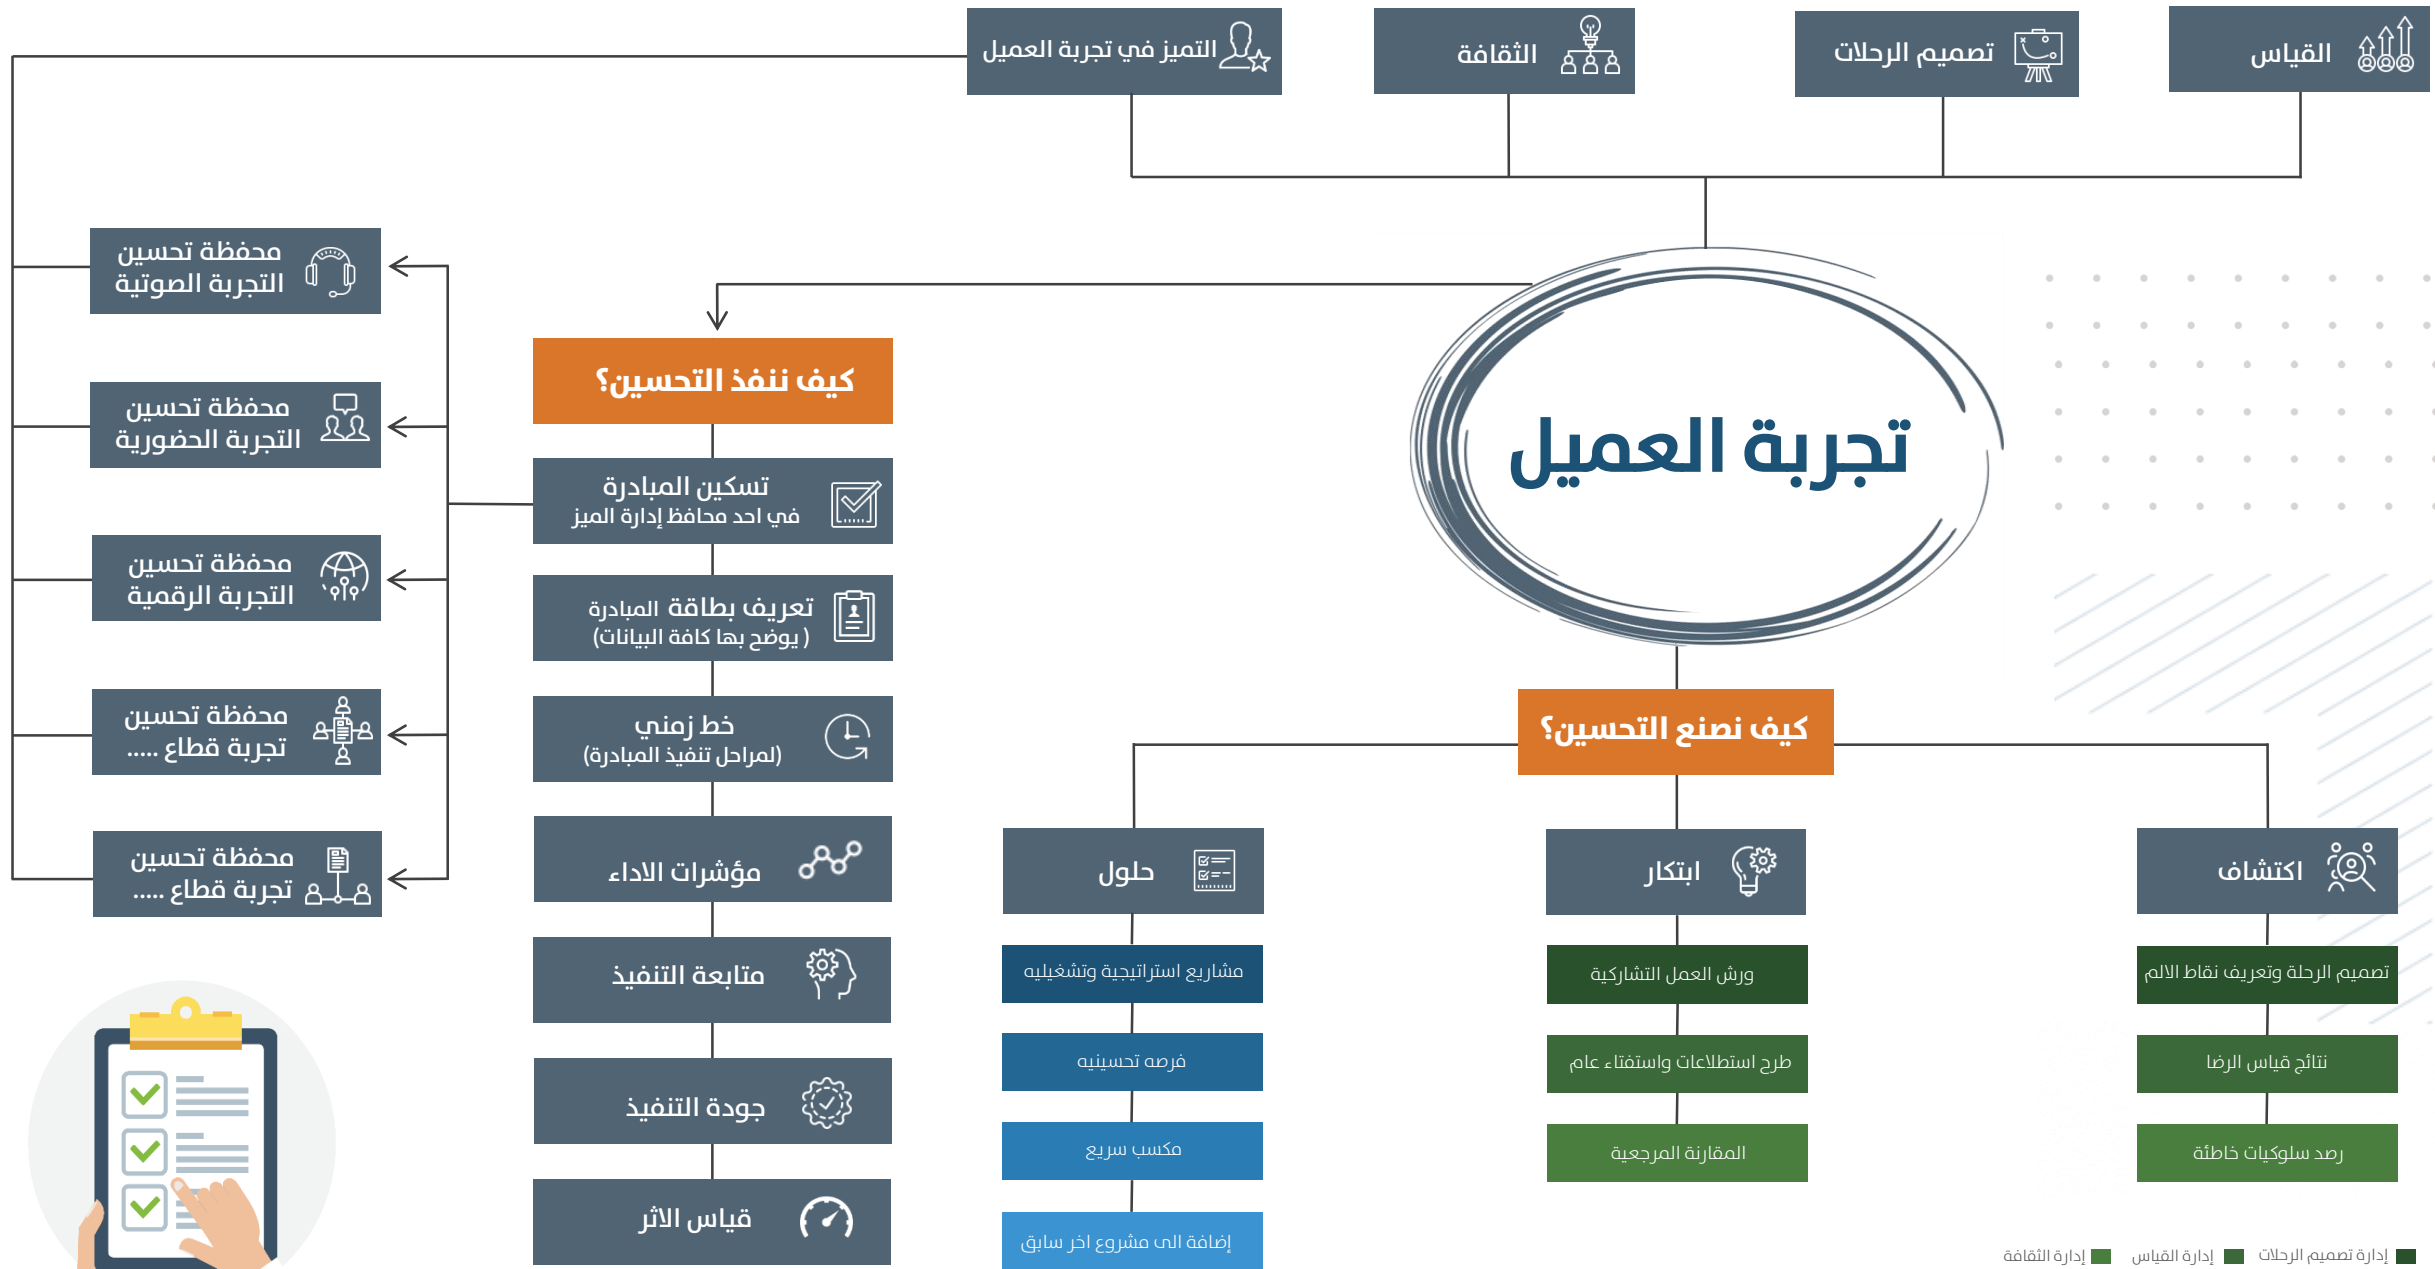 القياس
تصميم الرحلات
الثقافة
التميز في تجربة العميل
تجربة العميل
كيف نصنع التحسين؟
اكتشاف
تصميم الرحلة وتعريف نقاط الالم
نتائج قياس الرضا
رصد سلوكيات خاطئة
ابتكار
ورش العمل التشاركية
طرح استطلاعات واستفتاء عام
المقارنة المرجعية
حلول
مشاريع استراتيجية وتشغيليه
فرصه تحسينيه
مكسب سريع
إضافة الى مشروع اخر سابق
كيف ننفذ التحسين؟
تسكين المبادرة
في احد محافظ إدارة الميز
تعريف بطاقة المبادرة
( يوضح بها كافة البيانات)
خط زمني
(لمراحل تنفيذ المبادرة)
مؤشرات الاداء
متابعة التنفيذ
جودة التنفيذ
قياس الاثر
محفظة تحسين
التجربة الصوتية
محفظة تحسين
التجربة الحضورية
محفظة تحسين
التجربة الرقمية
محفظة تحسين
تجربة قطاع .....
محفظة تحسين
تجربة قطاع .....
إدارة تصميم الرحلات
إدارة القياس
إدارة الثقافة